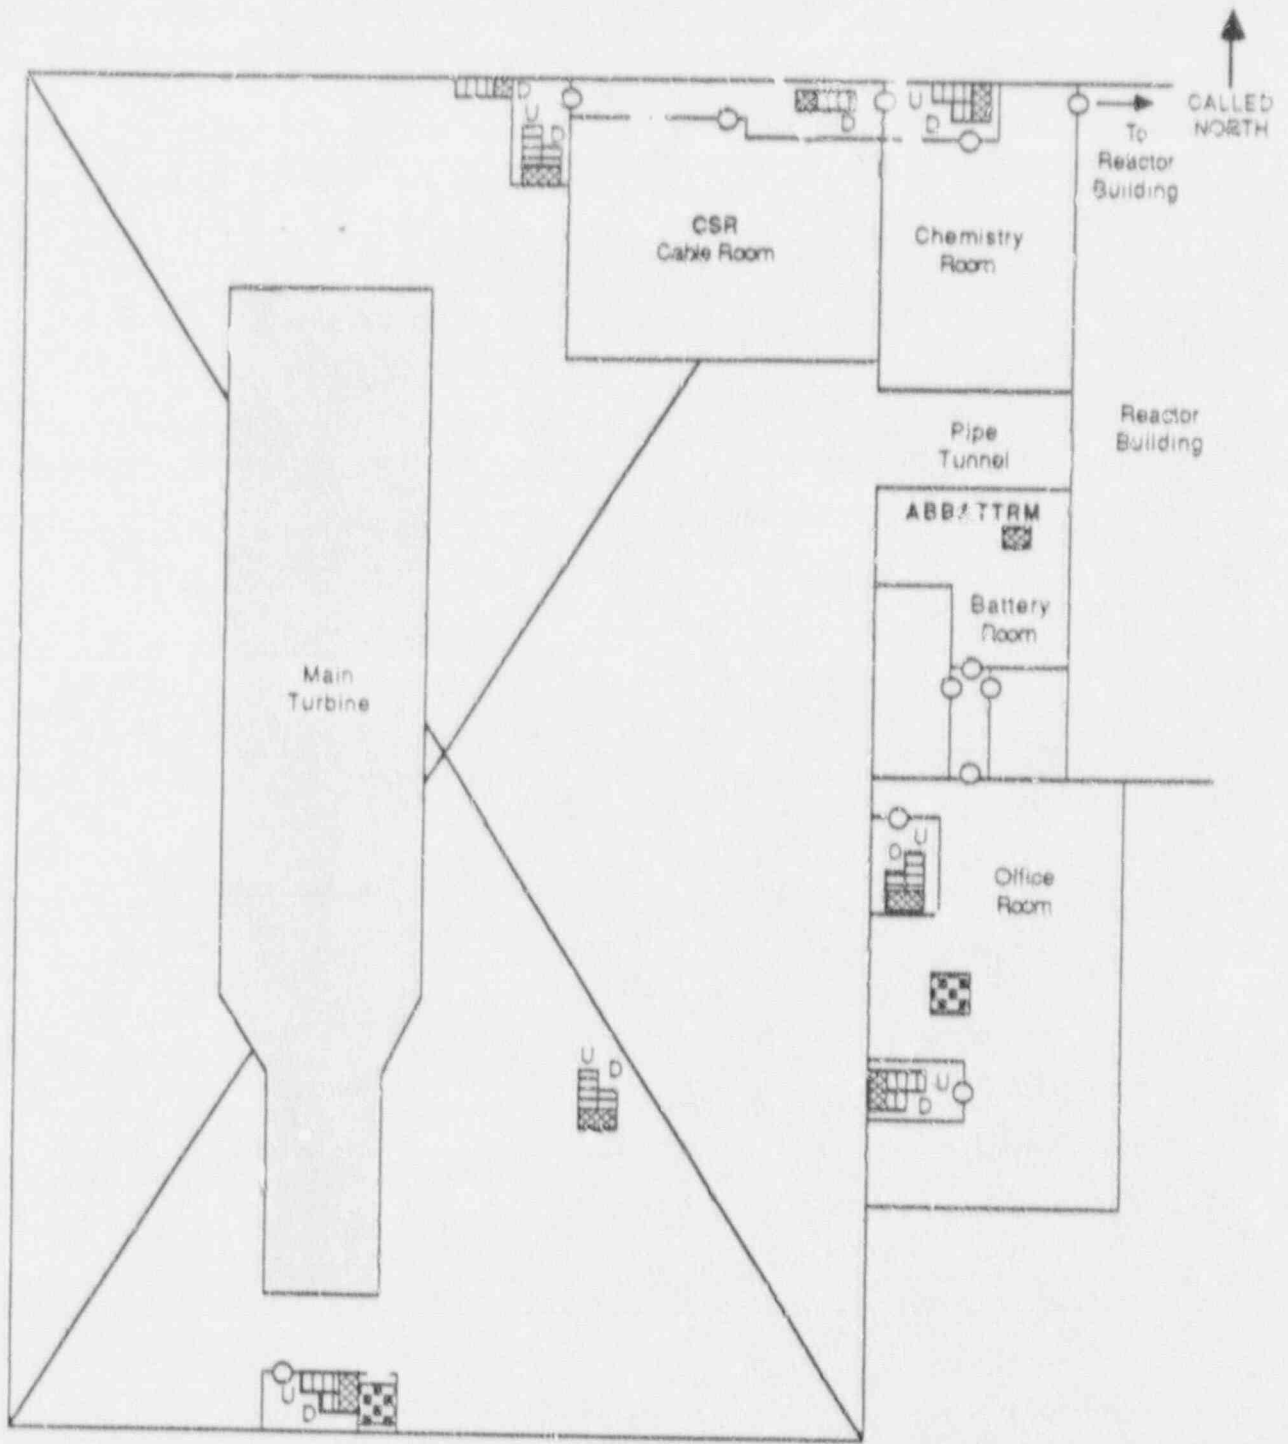 CALLED
NORTH
D
U
D
D
U
D
To
Reactor
Building
CSR
Cable Room
Chemistry
Room
Reactor
Building
Pipe
Tunnel
Battery
Room
Main
Turbine
U
D
Office
Room
U
D
U
D
U
D